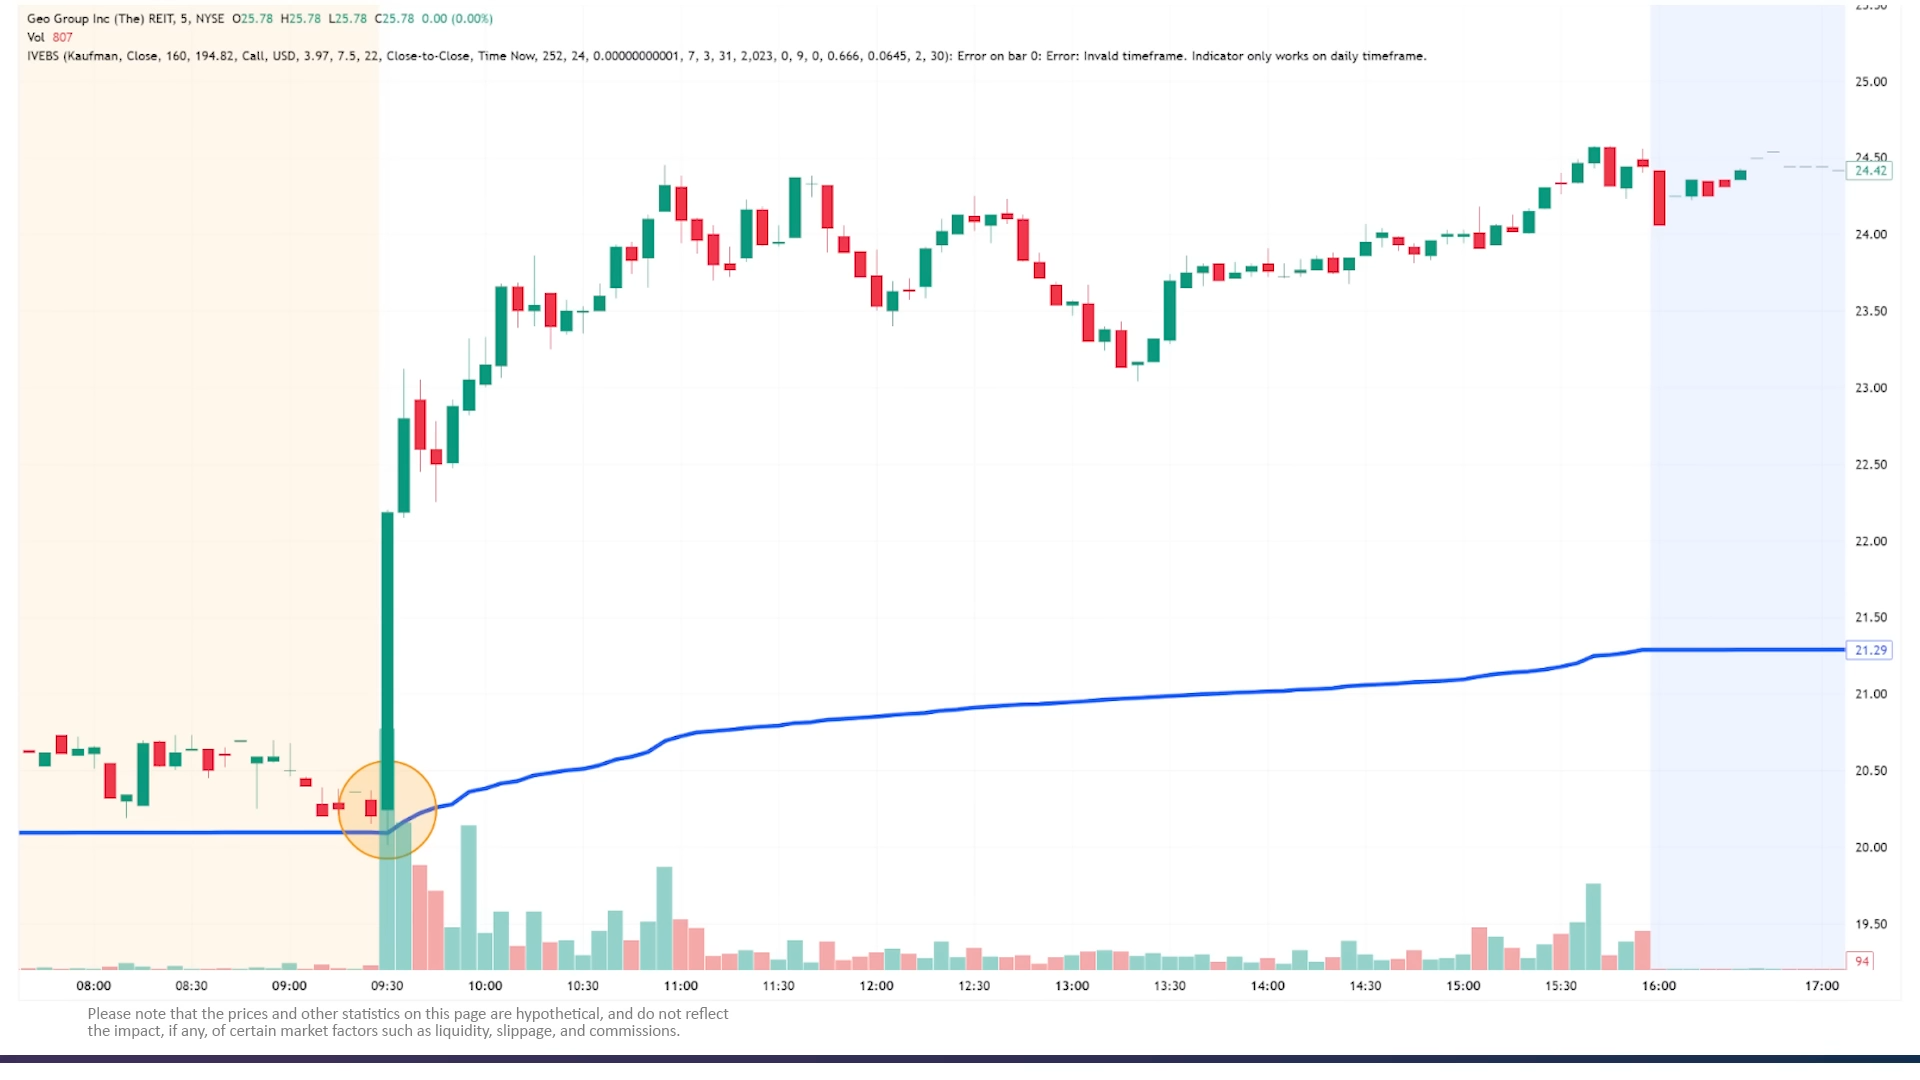 Geo Group Inc (The) REIT, 5, NYSE O25.78 H25.78 L25.78 C25.78 0.00 (0.00%)
Vol 807
IVEBS (Kaufman, Close, 160, 194.82, Call, USD, 3.97, 7.5, 22, Close-to-Close, Time Now, 252, 24, 0.00000000001, 7, 3, 31, 2,023, 0, 9, 0, 0.666, 0.0645, 2, 30): Error on bar 0: Error: Invald timeframe. Indicator only works on daily timeframe.
25.00
24.50
24.42
24.00
23.50
23.00
22.50
22.00
21.50
21.29
21.00
20.50
20.00
19.50
94
08:00 08:30 09:00 09:30 10:00 10:30 11:00 11:30 12:00 12:30 13:00 13:30 14:00 14:30 15:00 15:30 16:00 17:00
Please note that the prices and other statistics on this page are hypothetical, and do not reflect
the impact, if any, of certain market factors such as liquidity, slippage, and commissions.